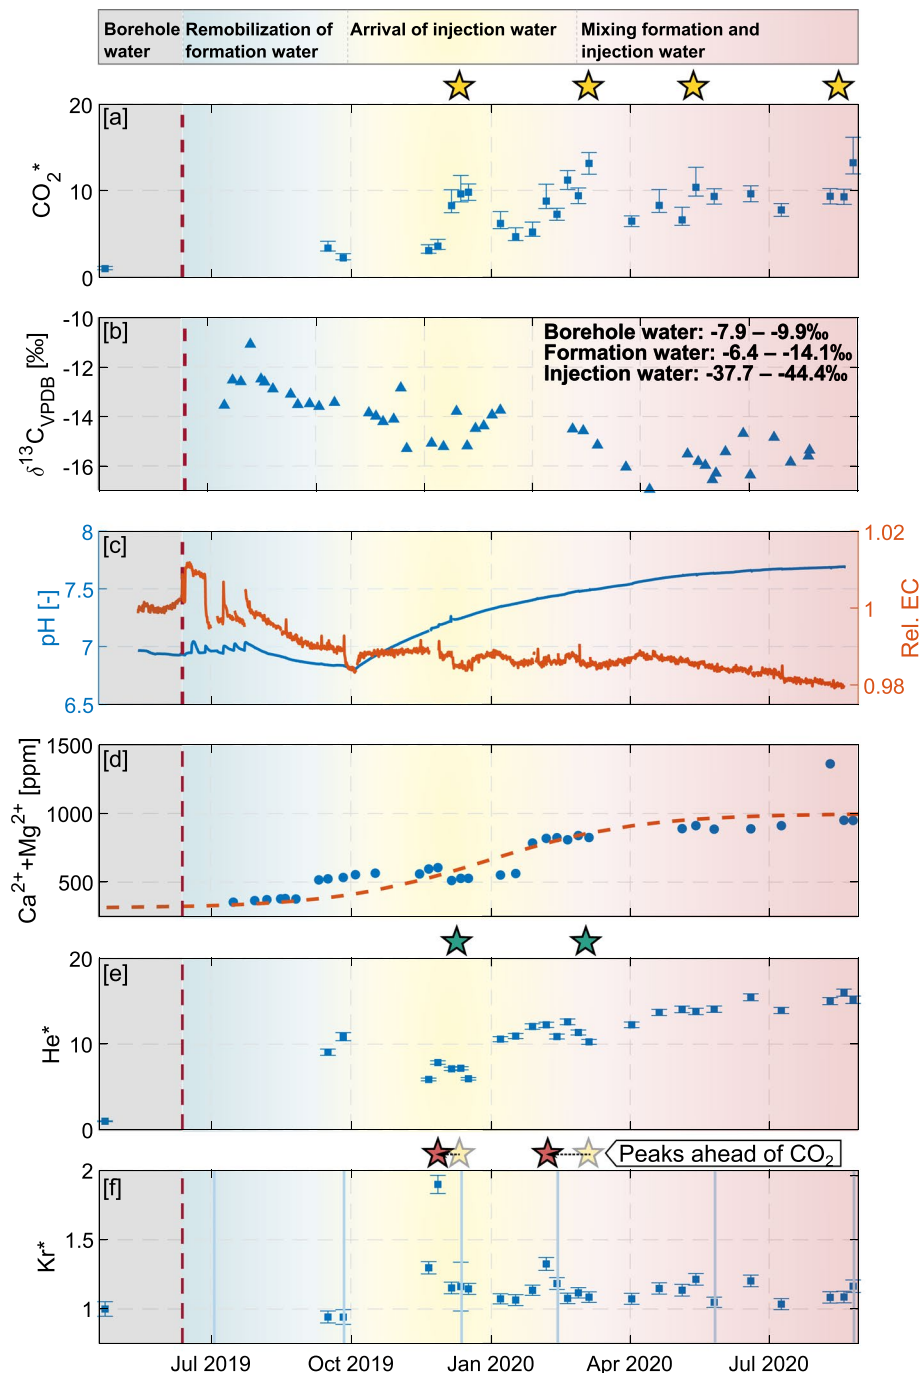 Borehole water
Remobilization of formation water
Arrival of injection water
Mixing formation and injection water
[a]
CO2*
20
10
0
[b]
δ13CVPDB [‰]
-10
-12
-14
-16
Borehole water: -7.9 – -9.9‰
Formation water: -6.4 – -14.1‰
Injection water: -37.7 – -44.4‰
[c]
pH [-]
8
7.5
7
6.5
1.02
1
0.98
Rel. EC
[d]
Ca2++Mg2+ [ppm]
1500
1000
500
[e]
He*
20
10
0
Peaks ahead of CO2
[f]
Kr*
2
1.5
1
Jul 2019
Oct 2019
Jan 2020
Apr 2020
Jul 2020